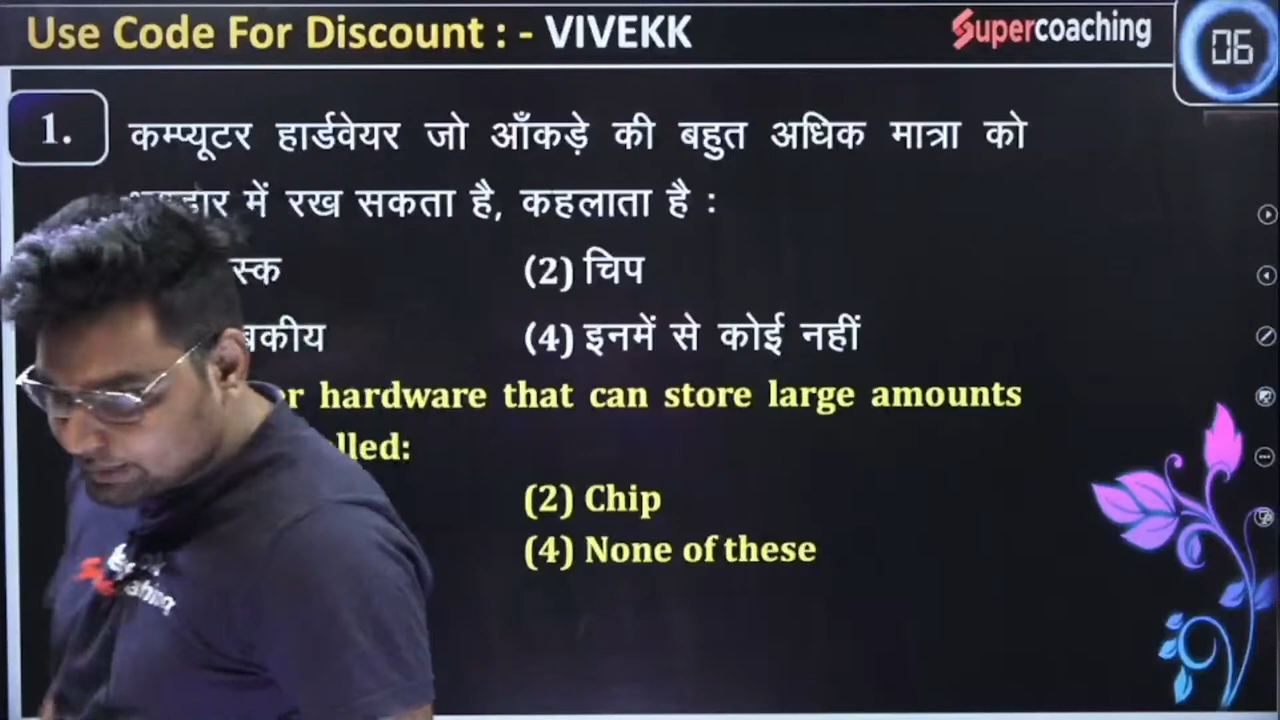 Use Code For Discount : - VIVEKK
Supercoaching
06
1.
कम्प्यूटर हार्डवेयर जो आँकड़े की बहुत अधिक मात्रा को
में रख सकता है, कहलाता है :
(2) चिप
(4) इनमें से कोई नहीं
hardware that can store large amounts
(2) Chip
(4) None of these